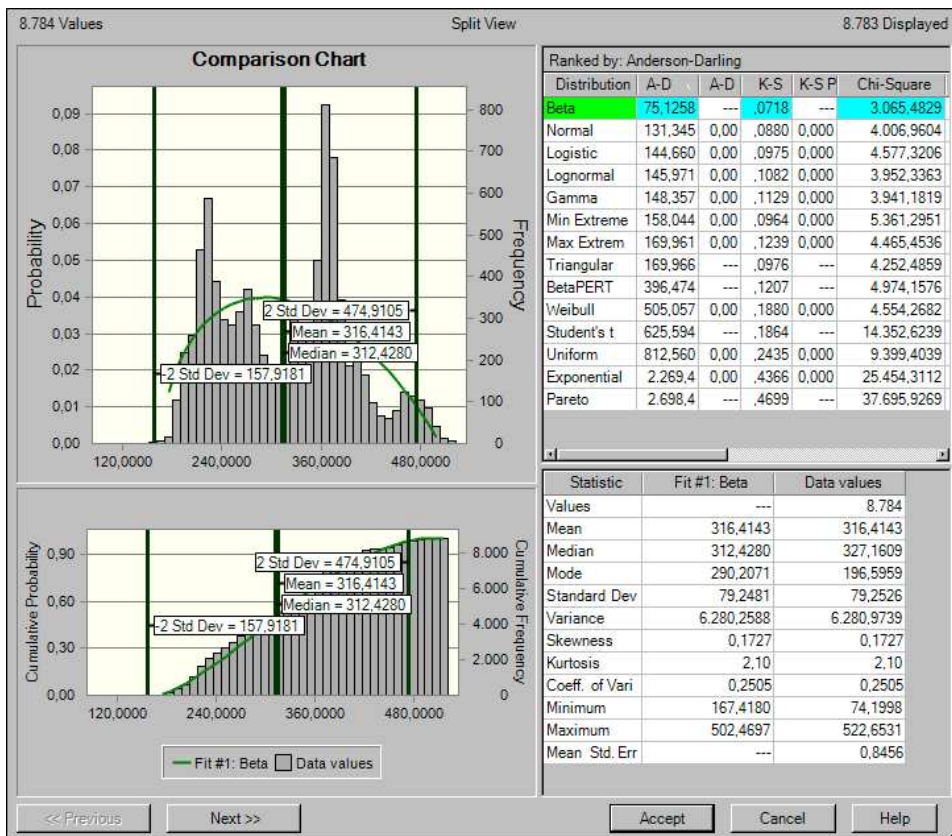 8.784 Values
Split View
8.783 Displayed
Comparison Chart
Probability
0,09
0,08
0,07
0,06
0,05
0,04
0,03
0,02
0,01
0,00
800
700
600
500
400
300
200
100
0
Frequency
2 Std Dev = 474,9105
Mean = 316,4143
Median = 312,4280
-2 Std Dev = 157,9181
120,0000 240,0000 360,0000 480,0000
Cumulative Probability
0,90
0,60
0,30
0,00
8.000
6.000
4.000
2.000
0
Cumulative Frequency
2 Std Dev = 474,9105
Mean = 316,4143
Median = 312,4280
-2 Std Dev = 157,9181
120,0000 240,0000 360,0000 480,0000
Fit #1: Beta Data values
Ranked by: Anderson-Darling
Distribution A-D A-D K-S K-S P Chi-Square
Beta 75,1258 --- ,0718 --- 3.065,4829
Normal 131,345 0,00 ,0880 0,000 4.006,9604
Logistic 144,660 0,00 ,0975 0,000 4.577,3206
Lognormal 145,971 0,00 ,1082 0,000 3.952,3363
Gamma 148,357 0,00 ,1129 0,000 3.941,1819
Min Extreme 158,044 0,00 ,0964 0,000 5.361,2951
Max Extrem 169,961 0,00 ,1239 0,000 4.465,4536
Triangular 169,966 --- ,0976 --- 4.252,4859
BetaPERT 396,474 --- ,1207 --- 4.974,1576
Weibull 505,057 0,00 ,1880 0,000 4.554,2682
Student's t 625,594 --- ,1864 --- 14.352,6239
Uniform 812,560 0,00 ,2435 0,000 9.399,4039
Exponential 2.269,4 0,00 ,4366 0,000 25.454,3112
Pareto 2.698,4 --- ,4699 --- 37.695,9269
Statistic Fit #1: Beta Data values
Values --- 8.784
Mean 316,4143 316,4143
Median 312,4280 327,1609
Mode 290,2071 196,5959
Standard Dev 79,2481 79,2526
Variance 6.280,2588 6.280,9739
Skewness 0,1727 0,1727
Kurtosis 2,10 2,10
Coeff. of Vari 0,2505 0,2505
Minimum 167,4180 74,1998
Maximum 502,4697 522,6531
Mean Std. Err --- 0,8456
<< Previous
Next >>
Accept
Cancel
Help